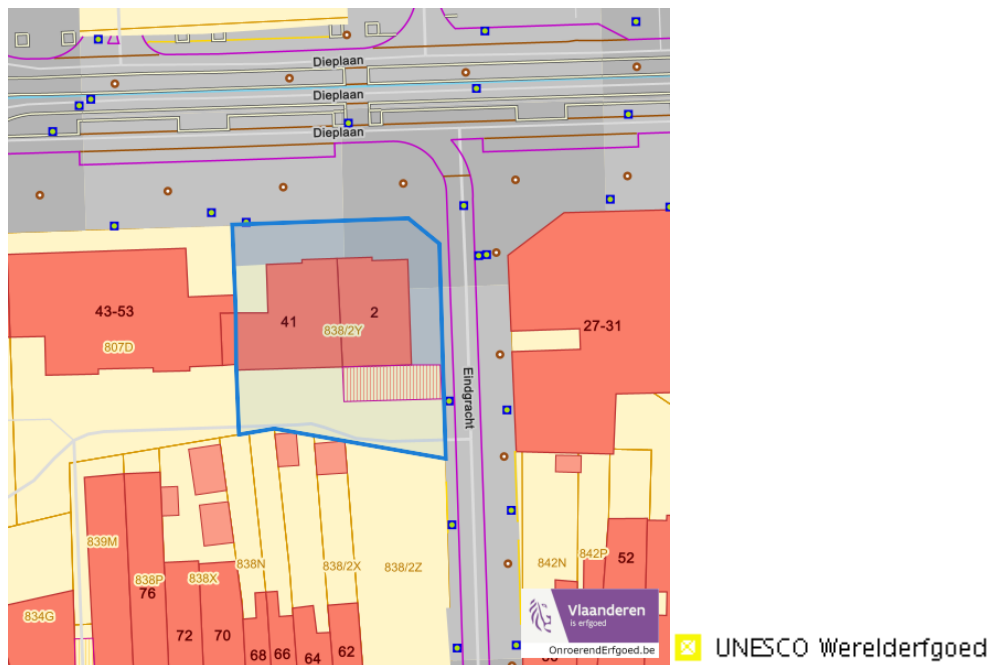 Dieplaan
Dieplaan
Dieplaan
43-53
807D
41
2
838/2Y
27-31
Eindgracht
839M
838P
838X
838N
838/2X
838/2Z
842N
842P
52
76
834G
72
70
68
66
64
62
Vlaanderen
is erfgoed
OnroerendErfgoed.be
UNESCO Werelderfgoed